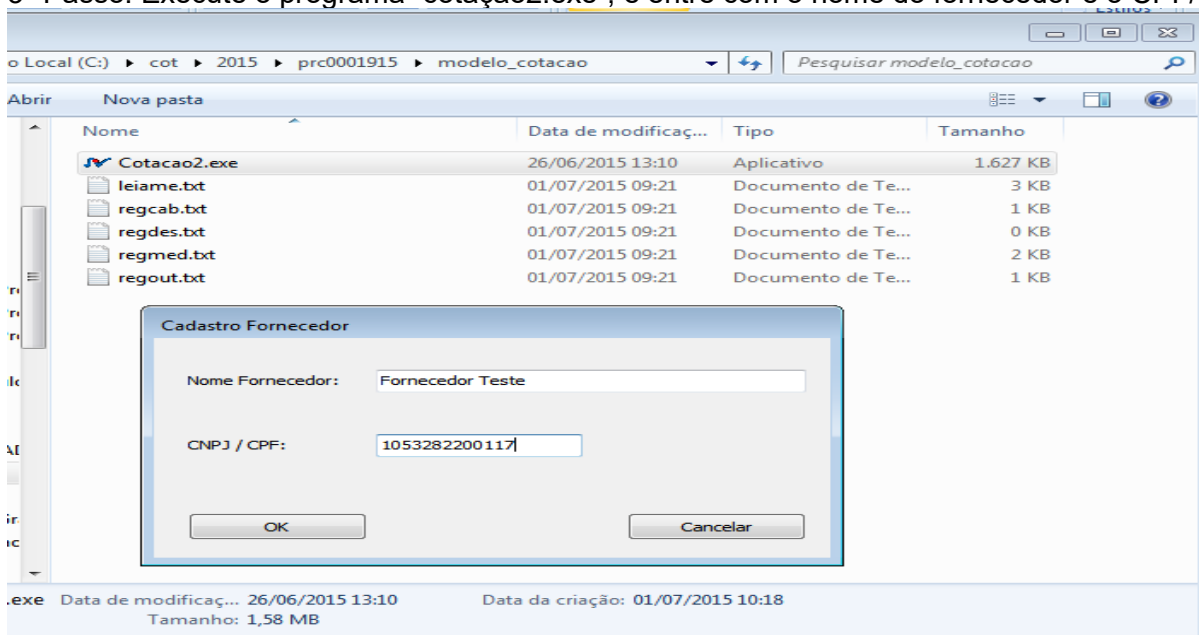 o Local (C:) ▸ cot ▸ 2015 ▸ prc0001915 ▸ modelo_cotacao Pesquisar modelo_cotacao
Abrir Nova pasta
Nome Data de modificaç... Tipo Tamanho
Cotacao2.exe 26/06/2015 13:10 Aplicativo 1.627 KB
leiame.txt 01/07/2015 09:21 Documento de Te... 3 KB
regcab.txt 01/07/2015 09:21 Documento de Te... 1 KB
regdes.txt 01/07/2015 09:21 Documento de Te... 0 KB
regmed.txt 01/07/2015 09:21 Documento de Te... 2 KB
regout.txt 01/07/2015 09:21 Documento de Te... 1 KB
Cadastro Fornecedor
Nome Fornecedor: Fornecedor Teste
CNPJ / CPF: 1053282200117
OK Cancelar
.exe Data de modificaç... 26/06/2015 13:10 Data da criação: 01/07/2015 10:18
Tamanho: 1,58 MB